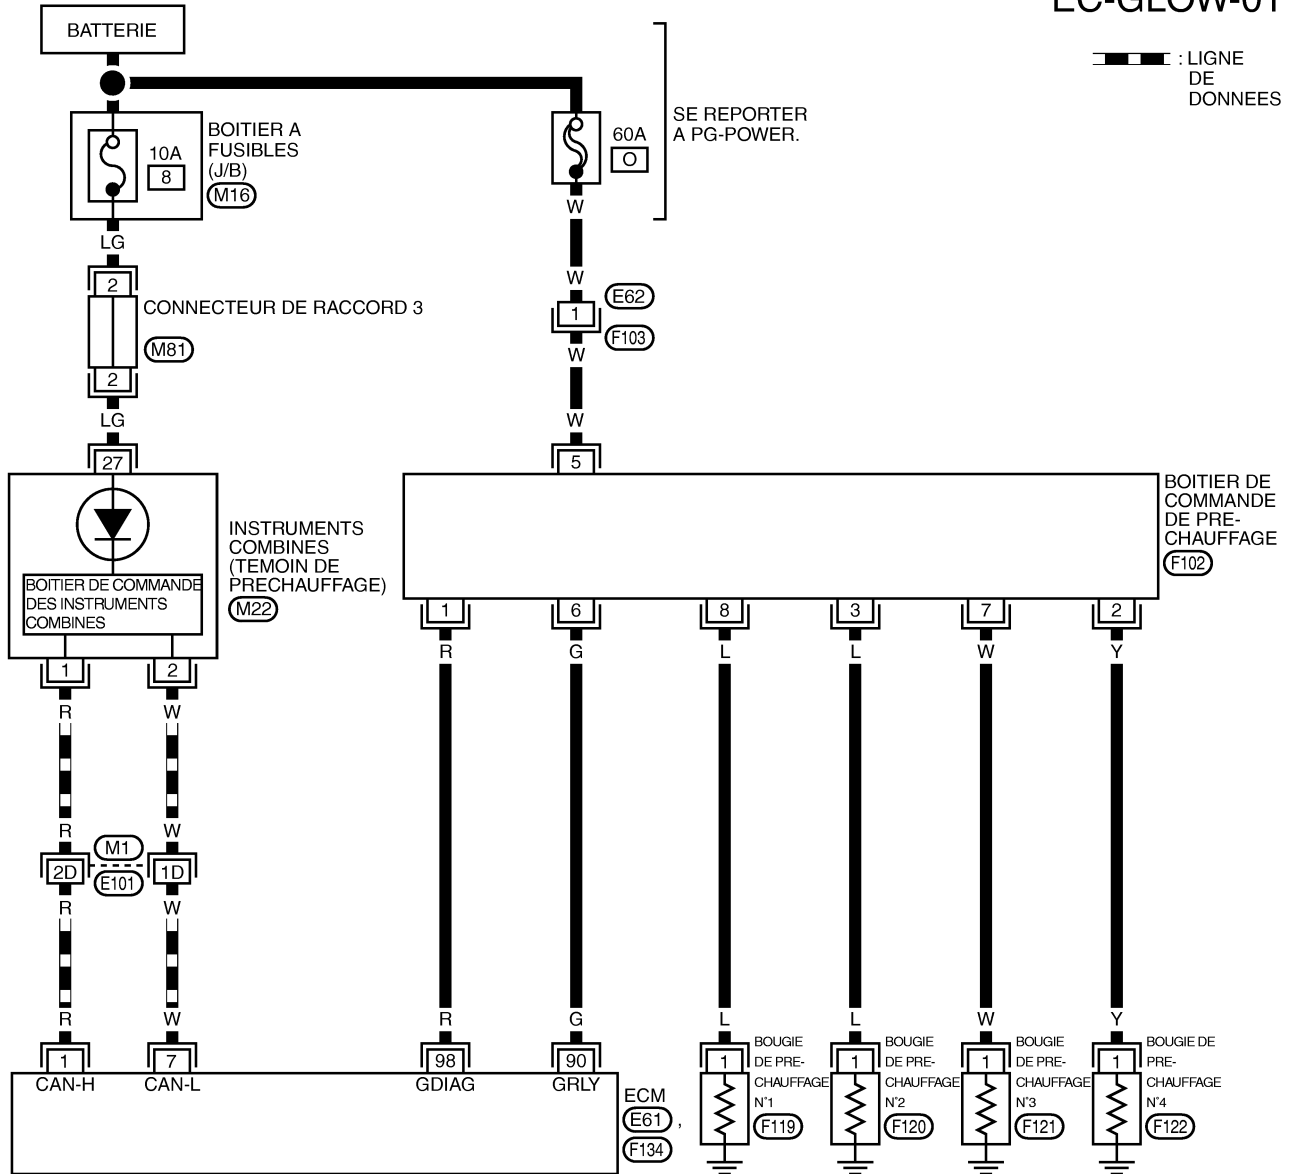 EC-GLOW-01
BATTERIE
: LIGNE
DE
DONNEES
SE REPORTER
A PG-POWER.
10A
8
BOITIER A
FUSIBLES
(J/B)
M16
60A
O
W
LG
2
CONNECTEUR DE RACCORD 3
M81
2
LG
27
W
E62
1
F103
W
W
5
INSTRUMENTS
COMBINES
(TEMOIN DE
PRECHAUFFAGE)
M22
BOITIER DE COMMANDE
DES INSTRUMENTS
COMBINES
BOITIER DE
COMMANDE
DE PRE-
CHAUFFAGE
F102
1 6 8 3 7 2
R G L L W Y
1 2
R W
R W
M1
2D 1D
E101
R W
R W R G L L W Y
1 7 98 90
CAN-H CAN-L GDIAG GRLY
ECM
E61 ,
F134
1
BOUGIE
DE PRE-
CHAUFFAGE
N°1
F119
1
BOUGIE
DE PRE-
CHAUFFAGE
N°2
F120
1
BOUGIE
DE PRE-
CHAUFFAGE
N°3
F121
1
BOUGIE DE
PRE-
CHAUFFAGE
N°4
F122